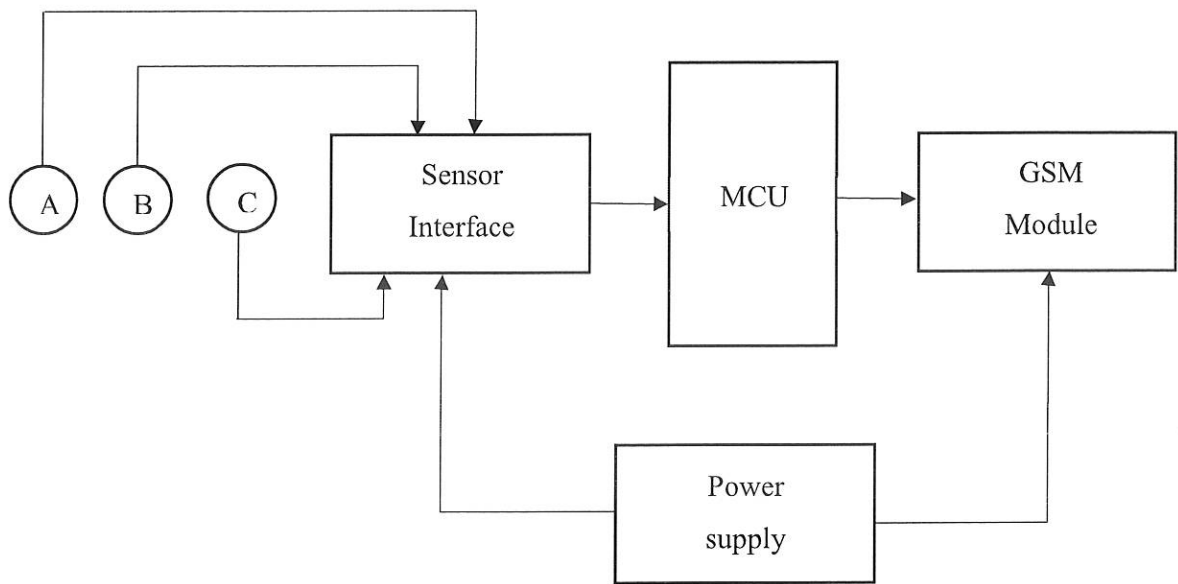 A
B
C
Sensor
Interface
MCU
GSM
Module
Power
supply